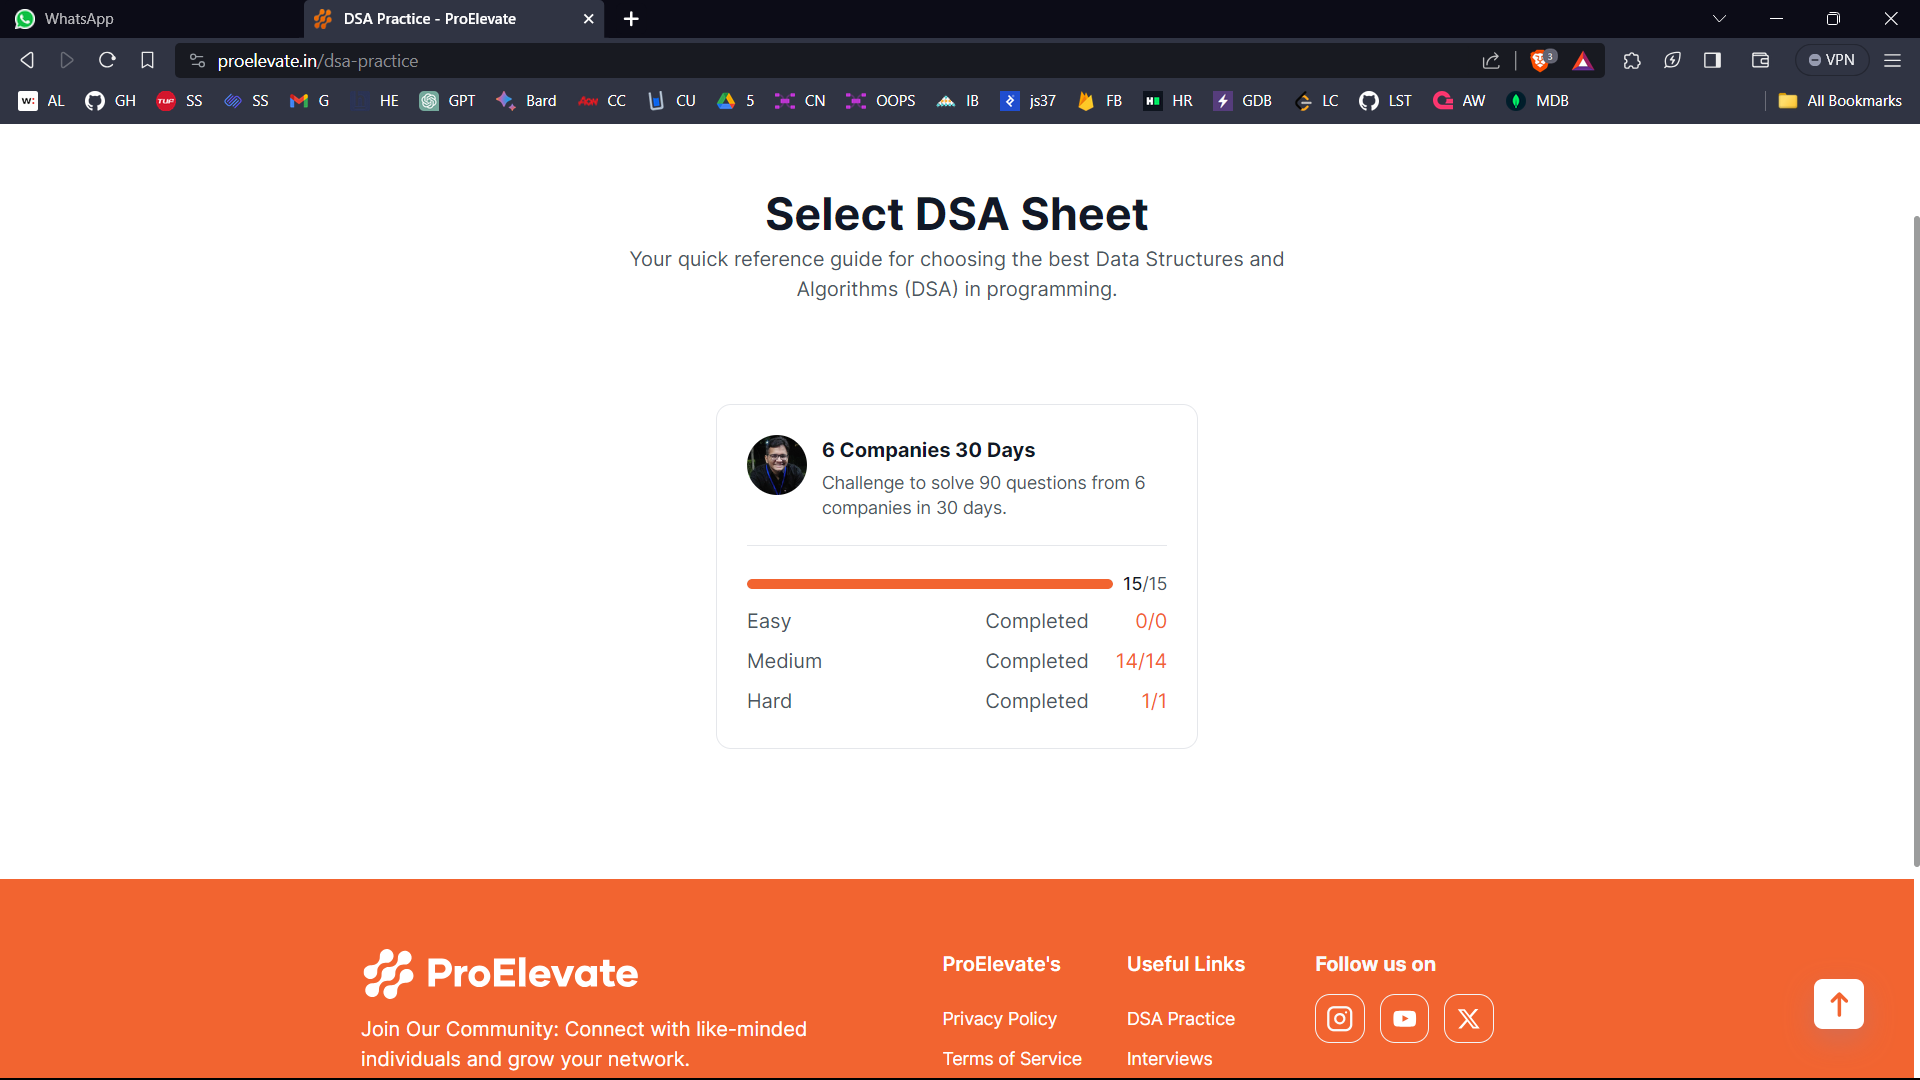 WhatsApp
DSA Practice - ProElevate
proelevate.in/dsa-practice
3
VPN
AL GH SS SS G HE GPT Bard CC CU 5 CN OOPS IB js37 FB HR GDB LC LST AW MDB All Bookmarks
Select DSA Sheet
Your quick reference guide for choosing the best Data Structures and
Algorithms (DSA) in programming.
6 Companies 30 Days
Challenge to solve 90 questions from 6
companies in 30 days.
15/15
Easy Completed 0/0
Medium Completed 14/14
Hard Completed 1/1
ProElevate
Join Our Community: Connect with like-minded
individuals and grow your network.
ProElevate's
Privacy Policy
Terms of Service
Useful Links
DSA Practice
Interviews
Follow us on